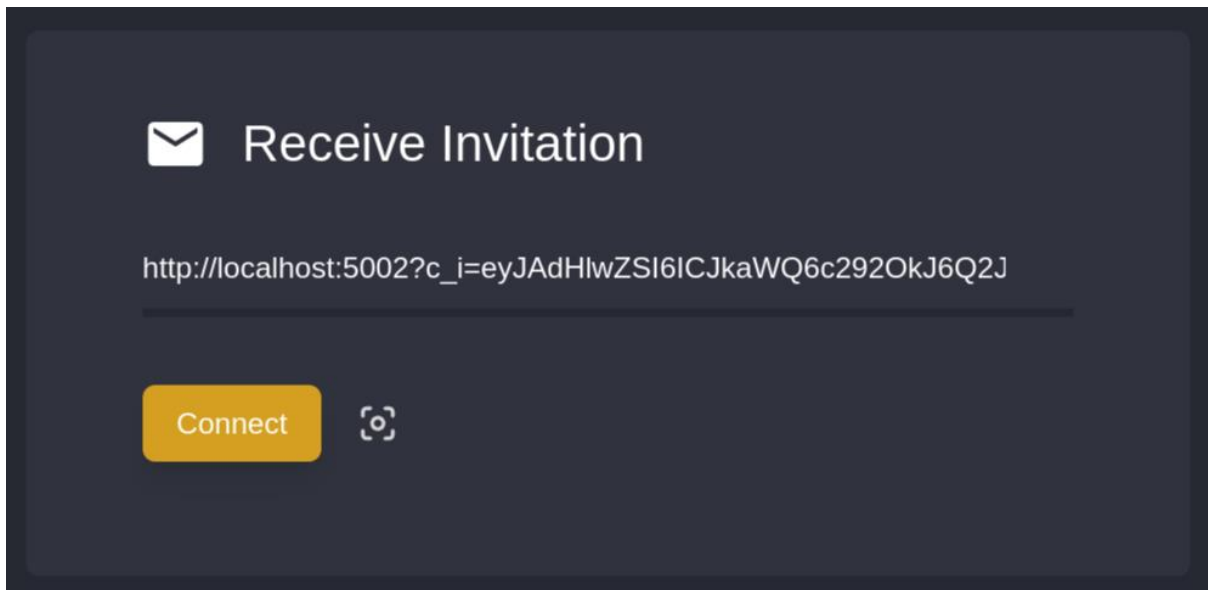 Receive Invitation
http://localhost:5002?c_i=eyJAdHlwZSI6ICJkaWQ6c292OkJ6Q2J
Connect